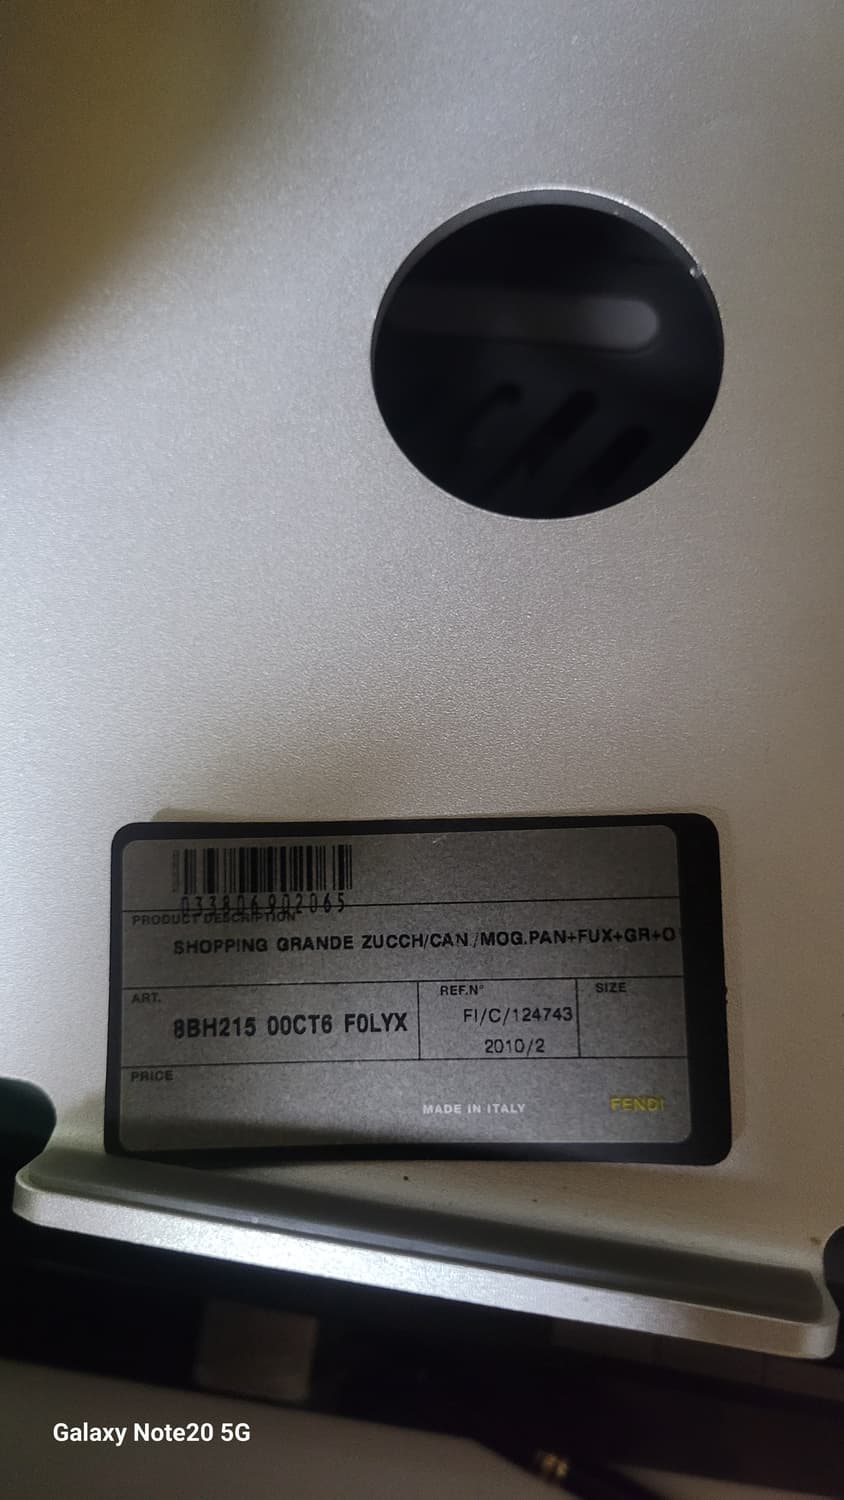 033806902065
PRODUCT DESCRIPTION
SHOPPING GRANDE ZUCCH/CAN./MOG.PAN+FUX+GR+O
ART.
8BH215 00CT6 F0LYX
REF.N°
FI/C/124743
2010/2
SIZE
PRICE
MADE IN ITALY
FENDI
Galaxy Note20 5G